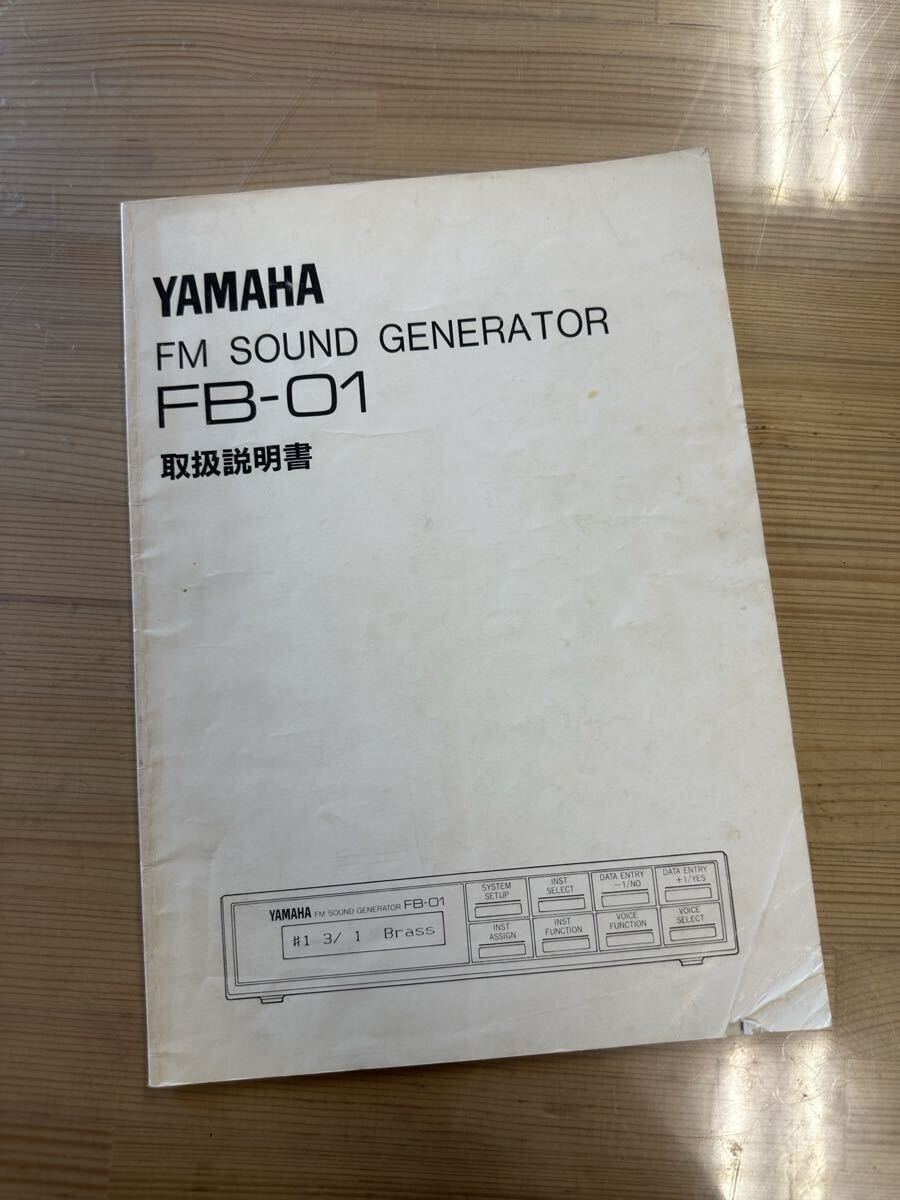 YAMAHA
FM SOUND GENERATOR
FB-01
取扱説明書
YAMAHA FM SOUND GENERATOR FB-01
#1 3/ 1 Brass
SYSTEM
SETUP
INST
SELECT
DATA ENTRY
−1/NO
DATA ENTRY
+1/YES
INST
ASSIGN
INST
FUNCTION
VOICE
FUNCTION
VOICE
SELECT